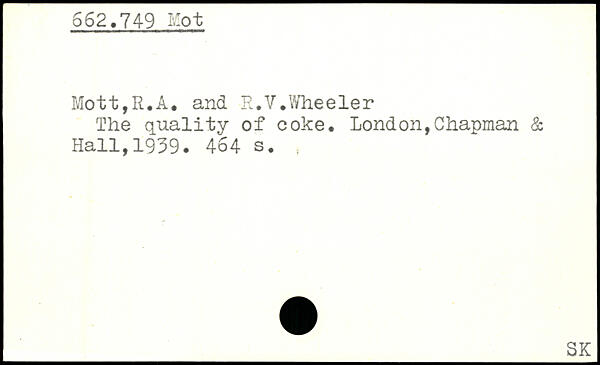 662.749 Mot
Mott,R.A. and R.V.Wheeler
The quality of coke. London,Chapman &
Hall,1939. 464 s.
SK